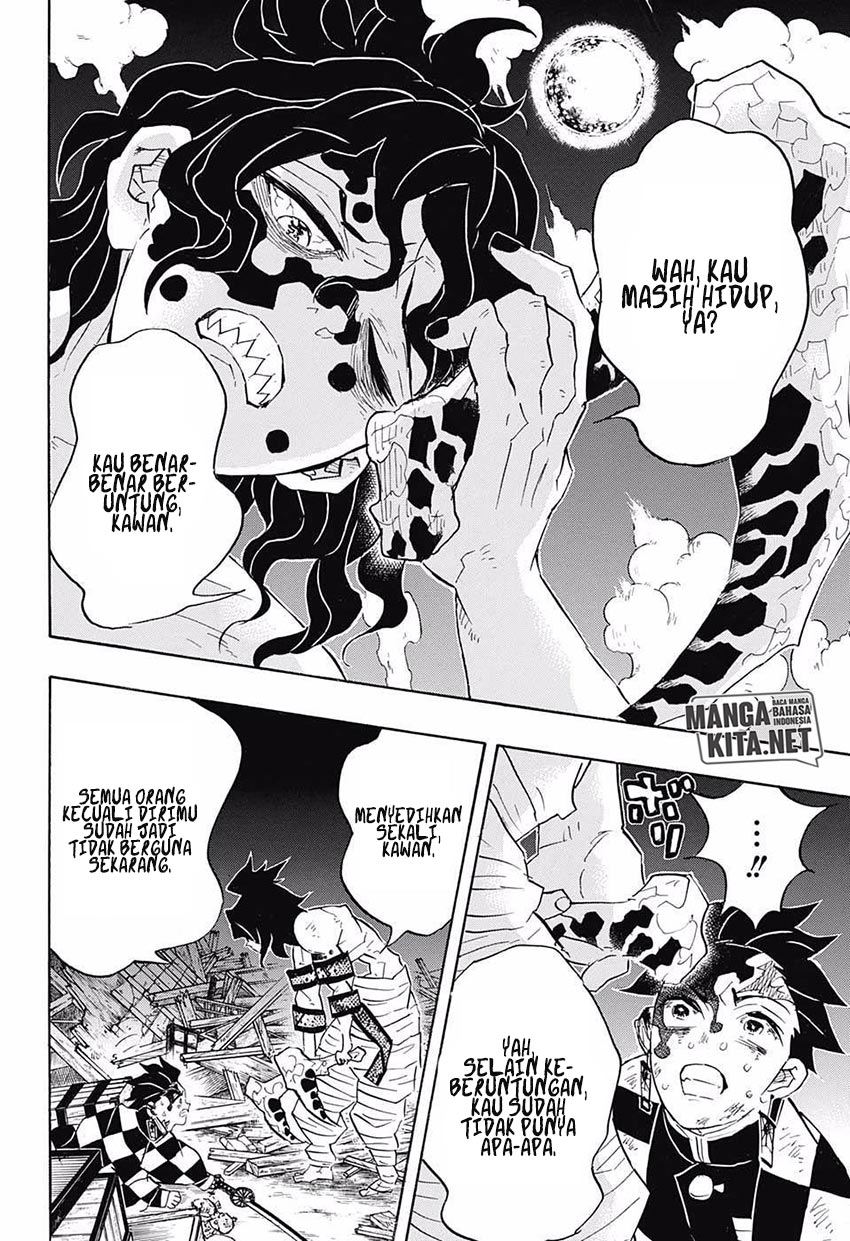 WAH, KAU
MASIH HIDUP,
YA?
KAU BENAR-
BENAR BER-
UNTUNG,
KAWAN.
MANGA
KITA.NET
BACA MANGA
BAHASA
INDONESIA
...!!
YAH,
SELAIN KE-
BERUNTUNGAN,
KAU SUDAH
TIDAK PUNYA
APA-APA.
MENYEDIHKAN
SEKALI,
KAWAN.
SEMUA ORANG
KECUALI DIRIMU
SUDAH JADI
TIDAK BERGUNA
SEKARANG.